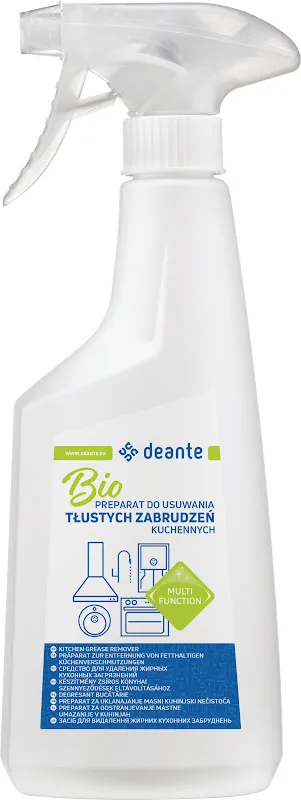 WWW.DEANTE.EU
deante
Bio
PREPARAT DO USUWANIA
TŁUSTYCH ZABRUDZEŃ
KUCHENNYCH
MULTI
FUNCTION
KITCHEN GREASE REMOVER
PRÄPARAT ZUR ENTFERNUNG VON FETTHALTIGEN
KÜCHENVERSCHMUTZUNGEN
СРЕДСТВО ДЛЯ УДАЛЕНИЯ ЖИРНЫХ
КУХОННЫХ ЗАГРЯЗНЕНИЙ
KÉSZÍTMÉNY ZSÍROS KONYHAI
SZENNYEZŐDÉSEK ELTÁVOLÍTÁSÁHOZ
DEGRESANT BUCĂTĂRIE
PREPARAT ZA UKLANAJANJE MASNI KUHINJSKI NEČISTOĆA
PREPARAT ZA ODSTRANJEVANJE MASTNE
UMAZANIJE V KUHINJAH
ЗАСІБ ДЛЯ ВИДАЛЕННЯ ЖИРНИХ КУХОННИХ ЗАБРУДНЕНЬ